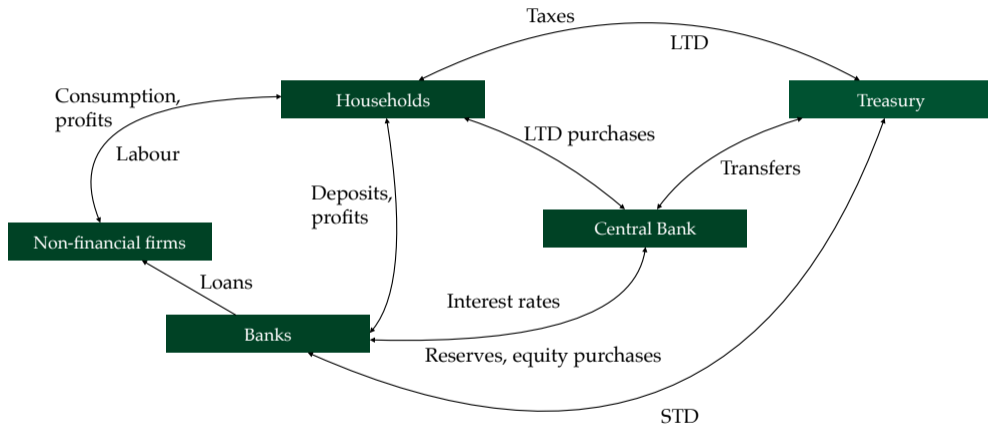 Taxes
LTD
Households
Treasury
Consumption,
profits
LTD purchases
Labour
Transfers
Deposits,
profits
Central Bank
Non-financial firms
Loans
Interest rates
Banks
Reserves, equity purchases
STD